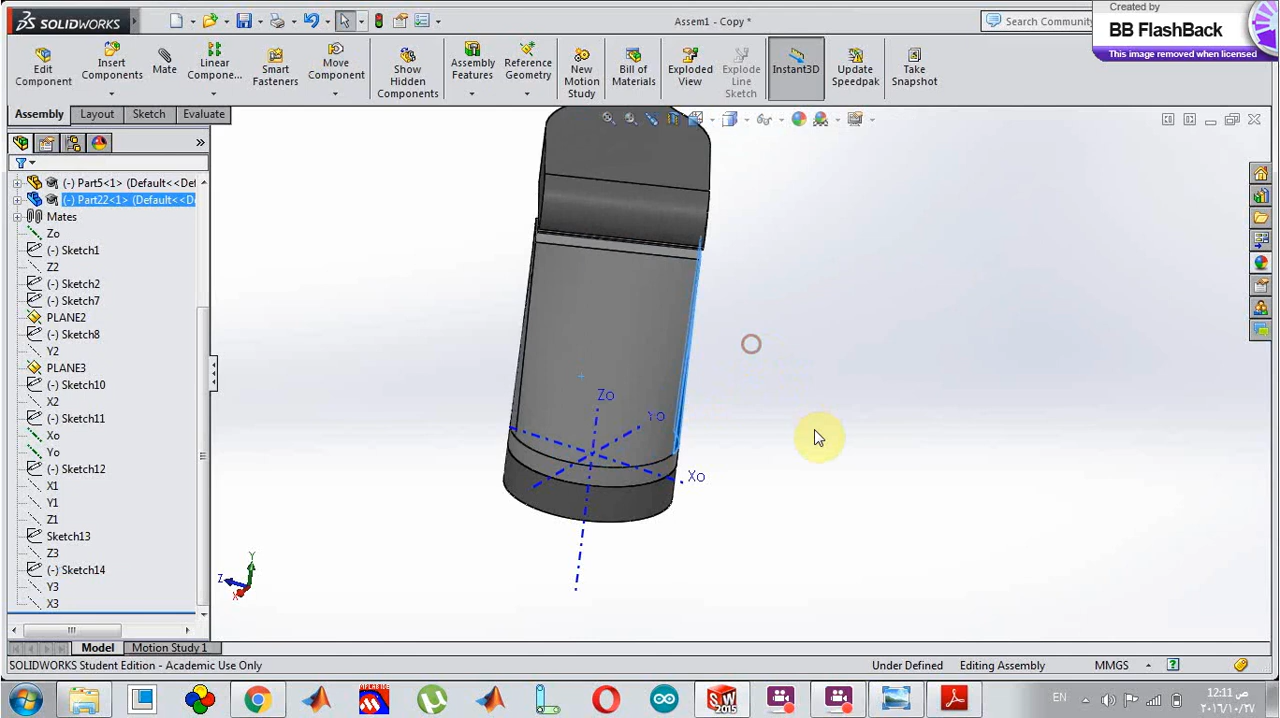 SOLIDWORKS
Assem1 - Copy *
Search Communi
Created by
BB FlashBack
This image removed when licensed
Edit
Component
Insert
Components
Mate
Linear
Compone...
Smart
Fasteners
Move
Component
Show
Hidden
Components
Assembly
Features
Reference
Geometry
New
Motion
Study
Bill of
Materials
Exploded
View
Explode
Line
Sketch
Instant3D
Update
Speedpak
Take
Snapshot
Assembly
Layout
Sketch
Evaluate
(-) Part5<1> (Default<<Def
(-) Part22<1> (Default<<D
Mates
Zo
(-) Sketch1
Z2
(-) Sketch2
(-) Sketch7
PLANE2
(-) Sketch8
Y2
PLANE3
(-) Sketch10
X2
(-) Sketch11
Xo
Yo
(-) Sketch12
X1
Y1
Z1
Sketch13
Z3
(-) Sketch14
Y3
X3
Zo
Yo
Xo
Y
Z
X
Model
Motion Study 1
SOLIDWORKS Student Edition - Academic Use Only
Under Defined
Editing Assembly
MMGS
SW
2015
EN
12:11 ص
٢٠١٦/١٠/٢٧